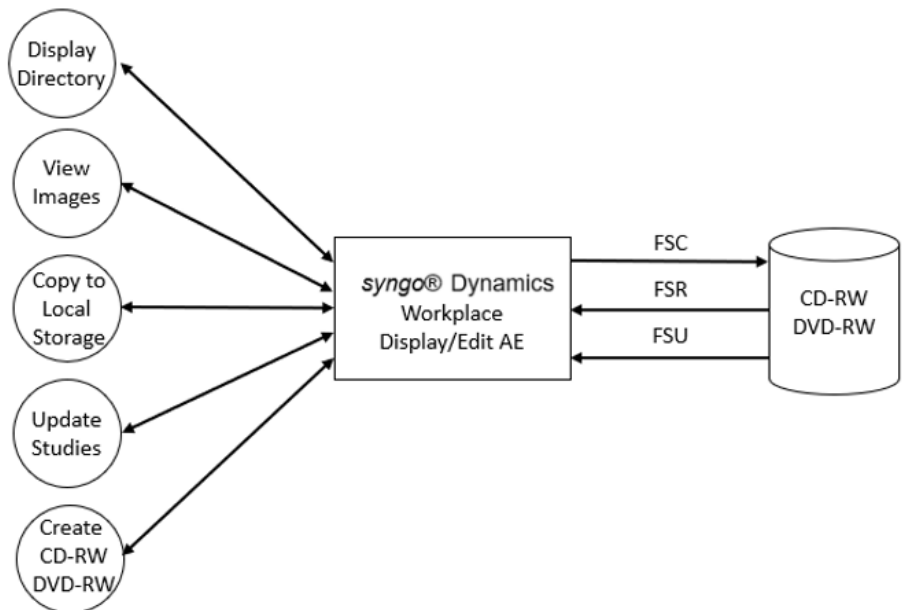 Display
Directory
View
Images
Copy to
Local
Storage
Update
Studies
Create
CD-RW
DVD-RW
syngo® Dynamics
Workplace
Display/Edit AE
FSC
FSR
FSU
CD-RW
DVD-RW